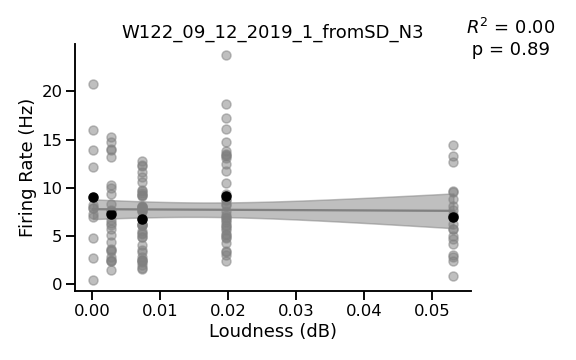 W122_09_12_2019_1_fromSD_N3
R² = 0.00
p = 0.89
Firing Rate (Hz)
20
15
10
5
0
0.00 0.01 0.02 0.03 0.04 0.05
Loudness (dB)